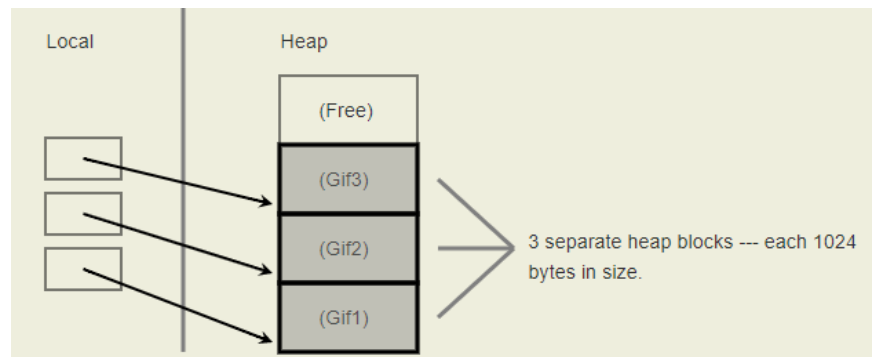 Local
Heap
(Free)
(Gif3)
(Gif2)
(Gif1)
3 separate heap blocks --- each 1024
bytes in size.